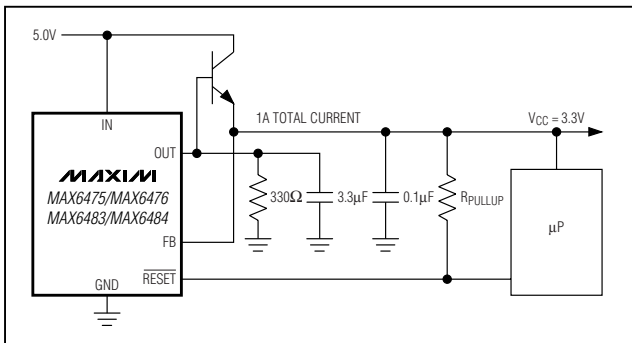 5.0V
1A TOTAL CURRENT
VCC = 3.3V
IN
OUT
MAXIM
MAX6475/MAX6476
MAX6483/MAX6484
330Ω
3.3µF
0.1µF
RPULLUP
µP
FB
GND
RESET